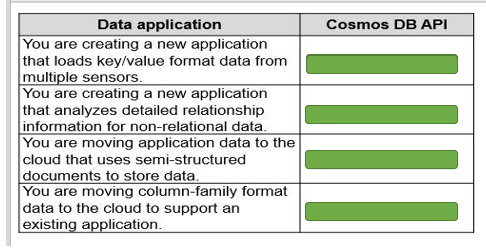 Data application
Cosmos DB API
You are creating a new application
that loads key/value format data from
multiple sensors.
You are creating a new application
that analyzes detailed relationship
information for non-relational data.
You are moving application data to the
cloud that uses semi-structured
documents to store data.
You are moving column-family format
data to the cloud to support an
existing application.